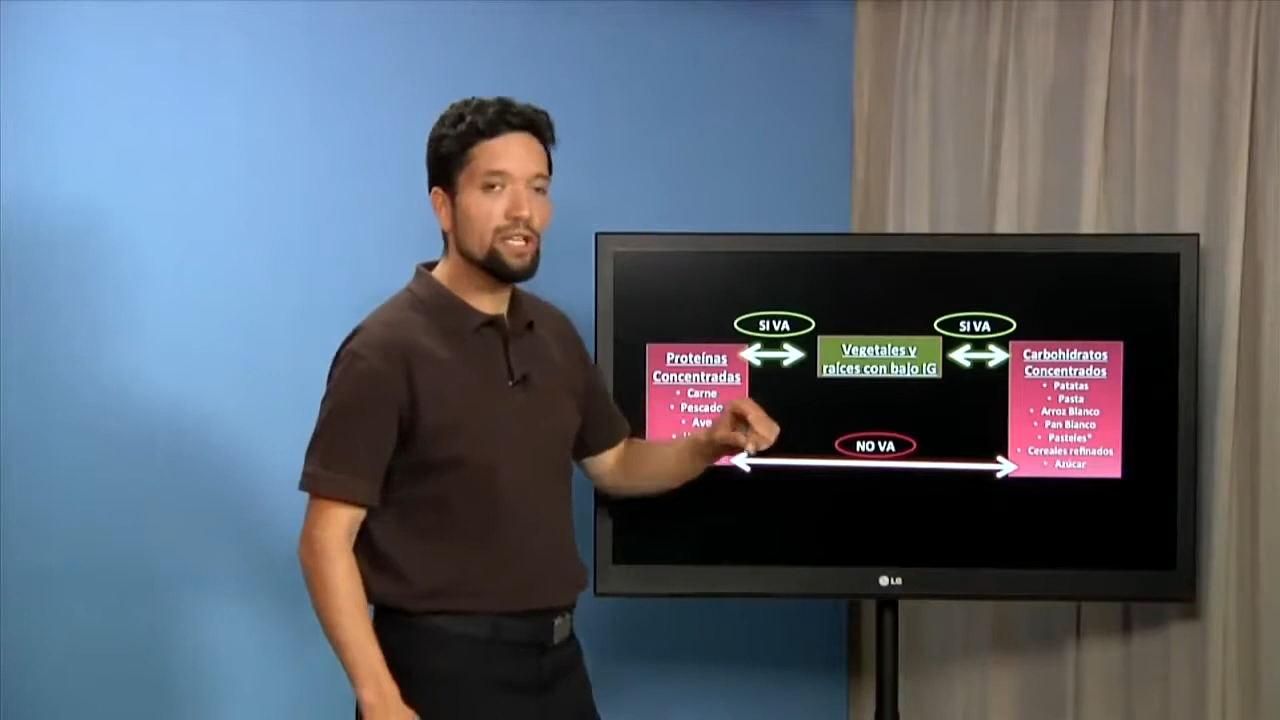 SI VA
SI VA
Proteínas
Concentradas
• Carne
• Pescado
• Ave
Vegetales y
raíces con bajo IG
Carbohidratos
Concentrados
• Patatas
• Pasta
• Arroz Blanco
• Pan Blanco
• Pasteles*
• Cereales refinados
• Azúcar
NO VA
LG